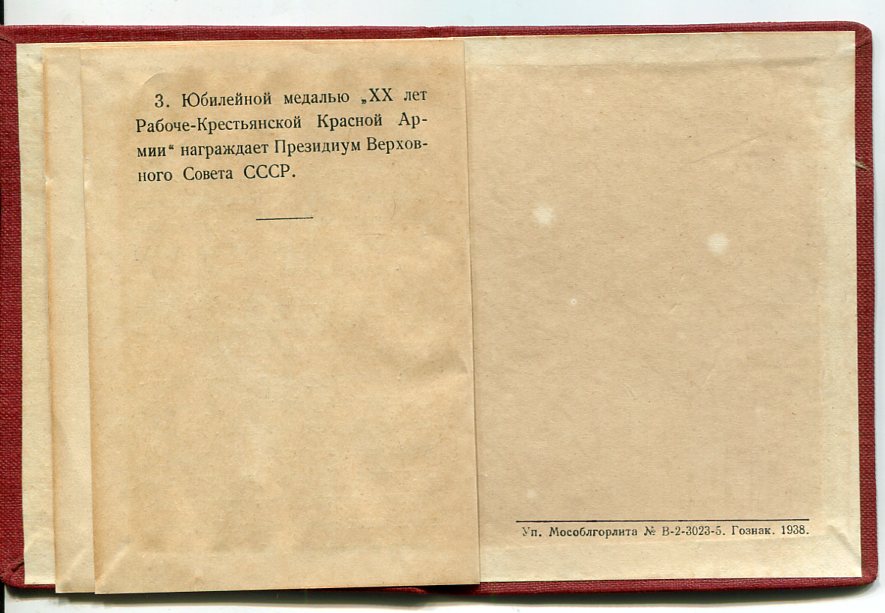 3. Юбилейной медалью „XX лет
Рабоче-Крестьянской Красной Ар-
мии“ награждает Президиум Верхов-
ного Совета СССР.
Уп. Мособлгорлита № В-2-3023-5. Гознак. 1938.